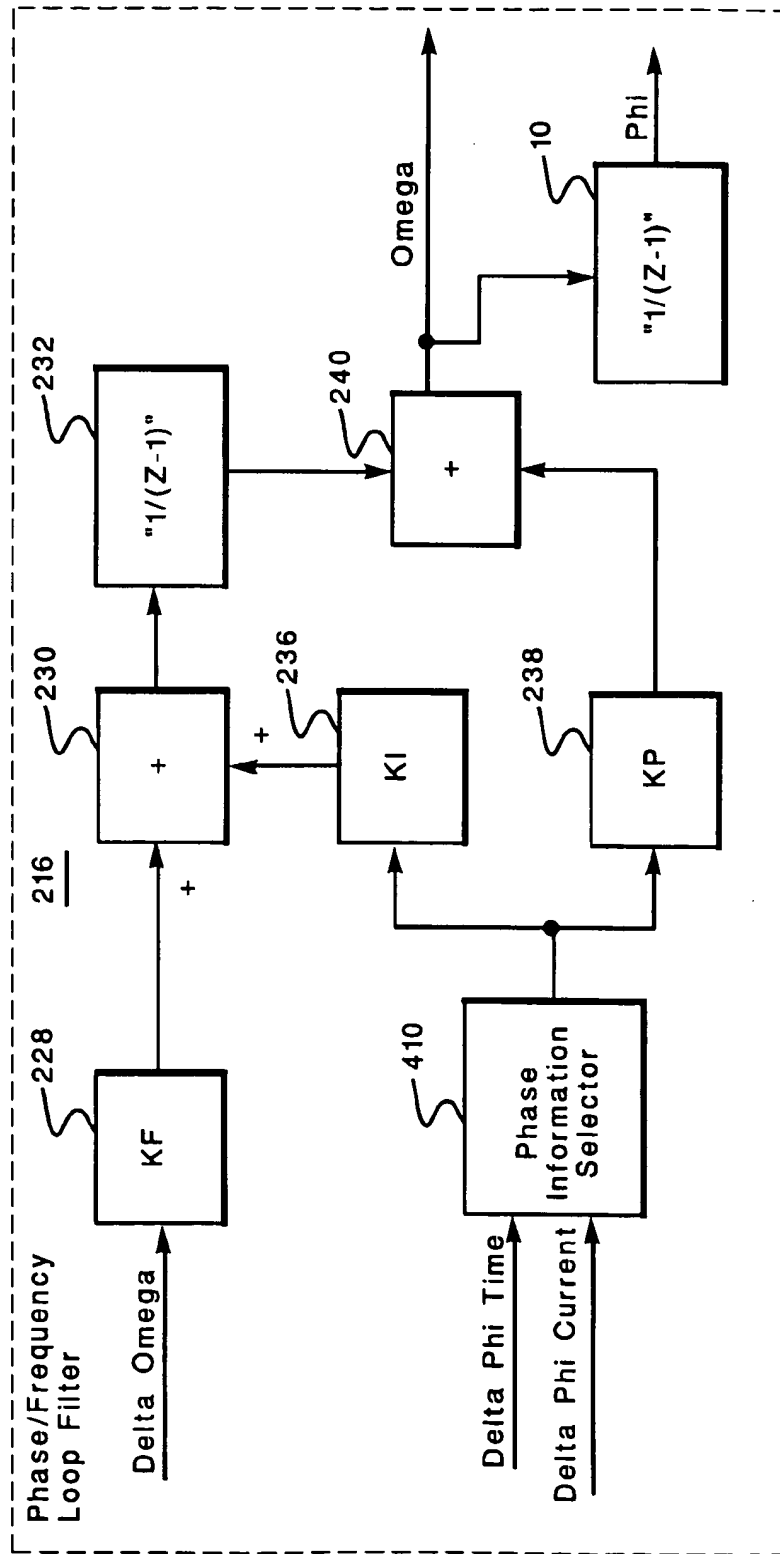 Phase/Frequency
Loop Filter
216
Delta Omega
KF
228
+
+
230
"1/(Z-1)"
232
+
KI
236
Delta Phi Time
Delta Phi Current
Phase
Information
Selector
410
KP
238
+
240
Omega
"1/(Z-1)"
10
Phi